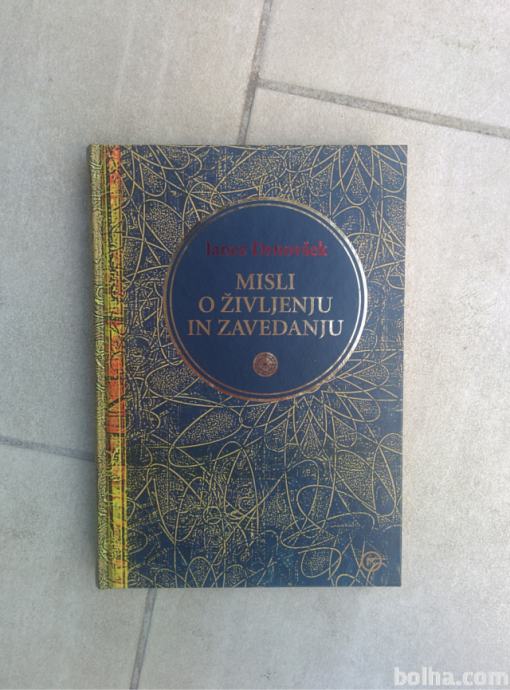 Janez Drnovšek
MISLI
O ŽIVLJENJU
IN ZAVEDANJU
bolha.com